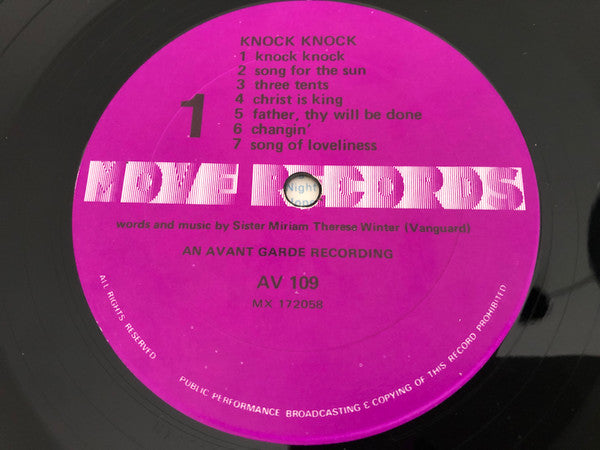 KNOCK KNOCK
1 knock knock
2 song for the sun
3 three tents
4 christ is king
5 father, thy will be done
6 changin'
7 song of loveliness
1
MOVE RECORDS
Night
words and music by Sister Miriam Therese Winter (Vanguard)
AN AVANT GARDE RECORDING
AV 109
MX 172058
ALL RIGHTS RESERVED
PUBLIC PERFORMANCE BROADCASTING & COPYING OF THIS RECORD PROHIBITED